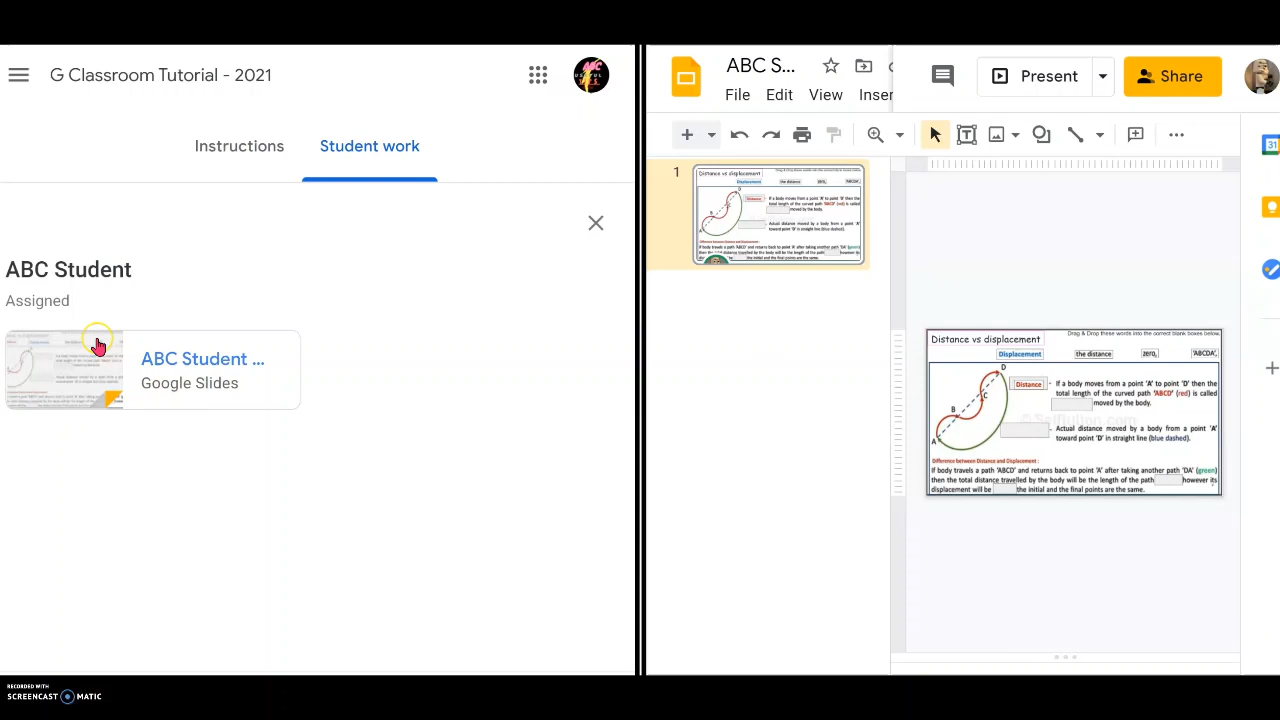 G Classroom Tutorial - 2021
Instructions
Student work
ABC Student
Assigned
ABC Student ...
Google Slides
RECORDED WITH
SCREENCAST MATIC
ABC S...
File Edit View Inser
Present
Share
31
1
Distance vs displacement
Drag & Drop these words into the correct blank boxes below.
Displacement the distance zero, 'ABCDA',
Distance
If a body moves from a point 'A' to point 'D' then the
total length of the curved path 'ABCD' (red) is called
moved by the body.
Actual distance moved by a body from a point 'A'
toward point 'D' in straight line (blue dashed).
A
B
C
D
Difference between Distance and Displacement :
If body travels a path 'ABCD' and returns back to point 'A' after taking another path 'DA' (green)
then the total distance travelled by the body will be the length of the path however its
displacement will be the initial and the final points are the same.